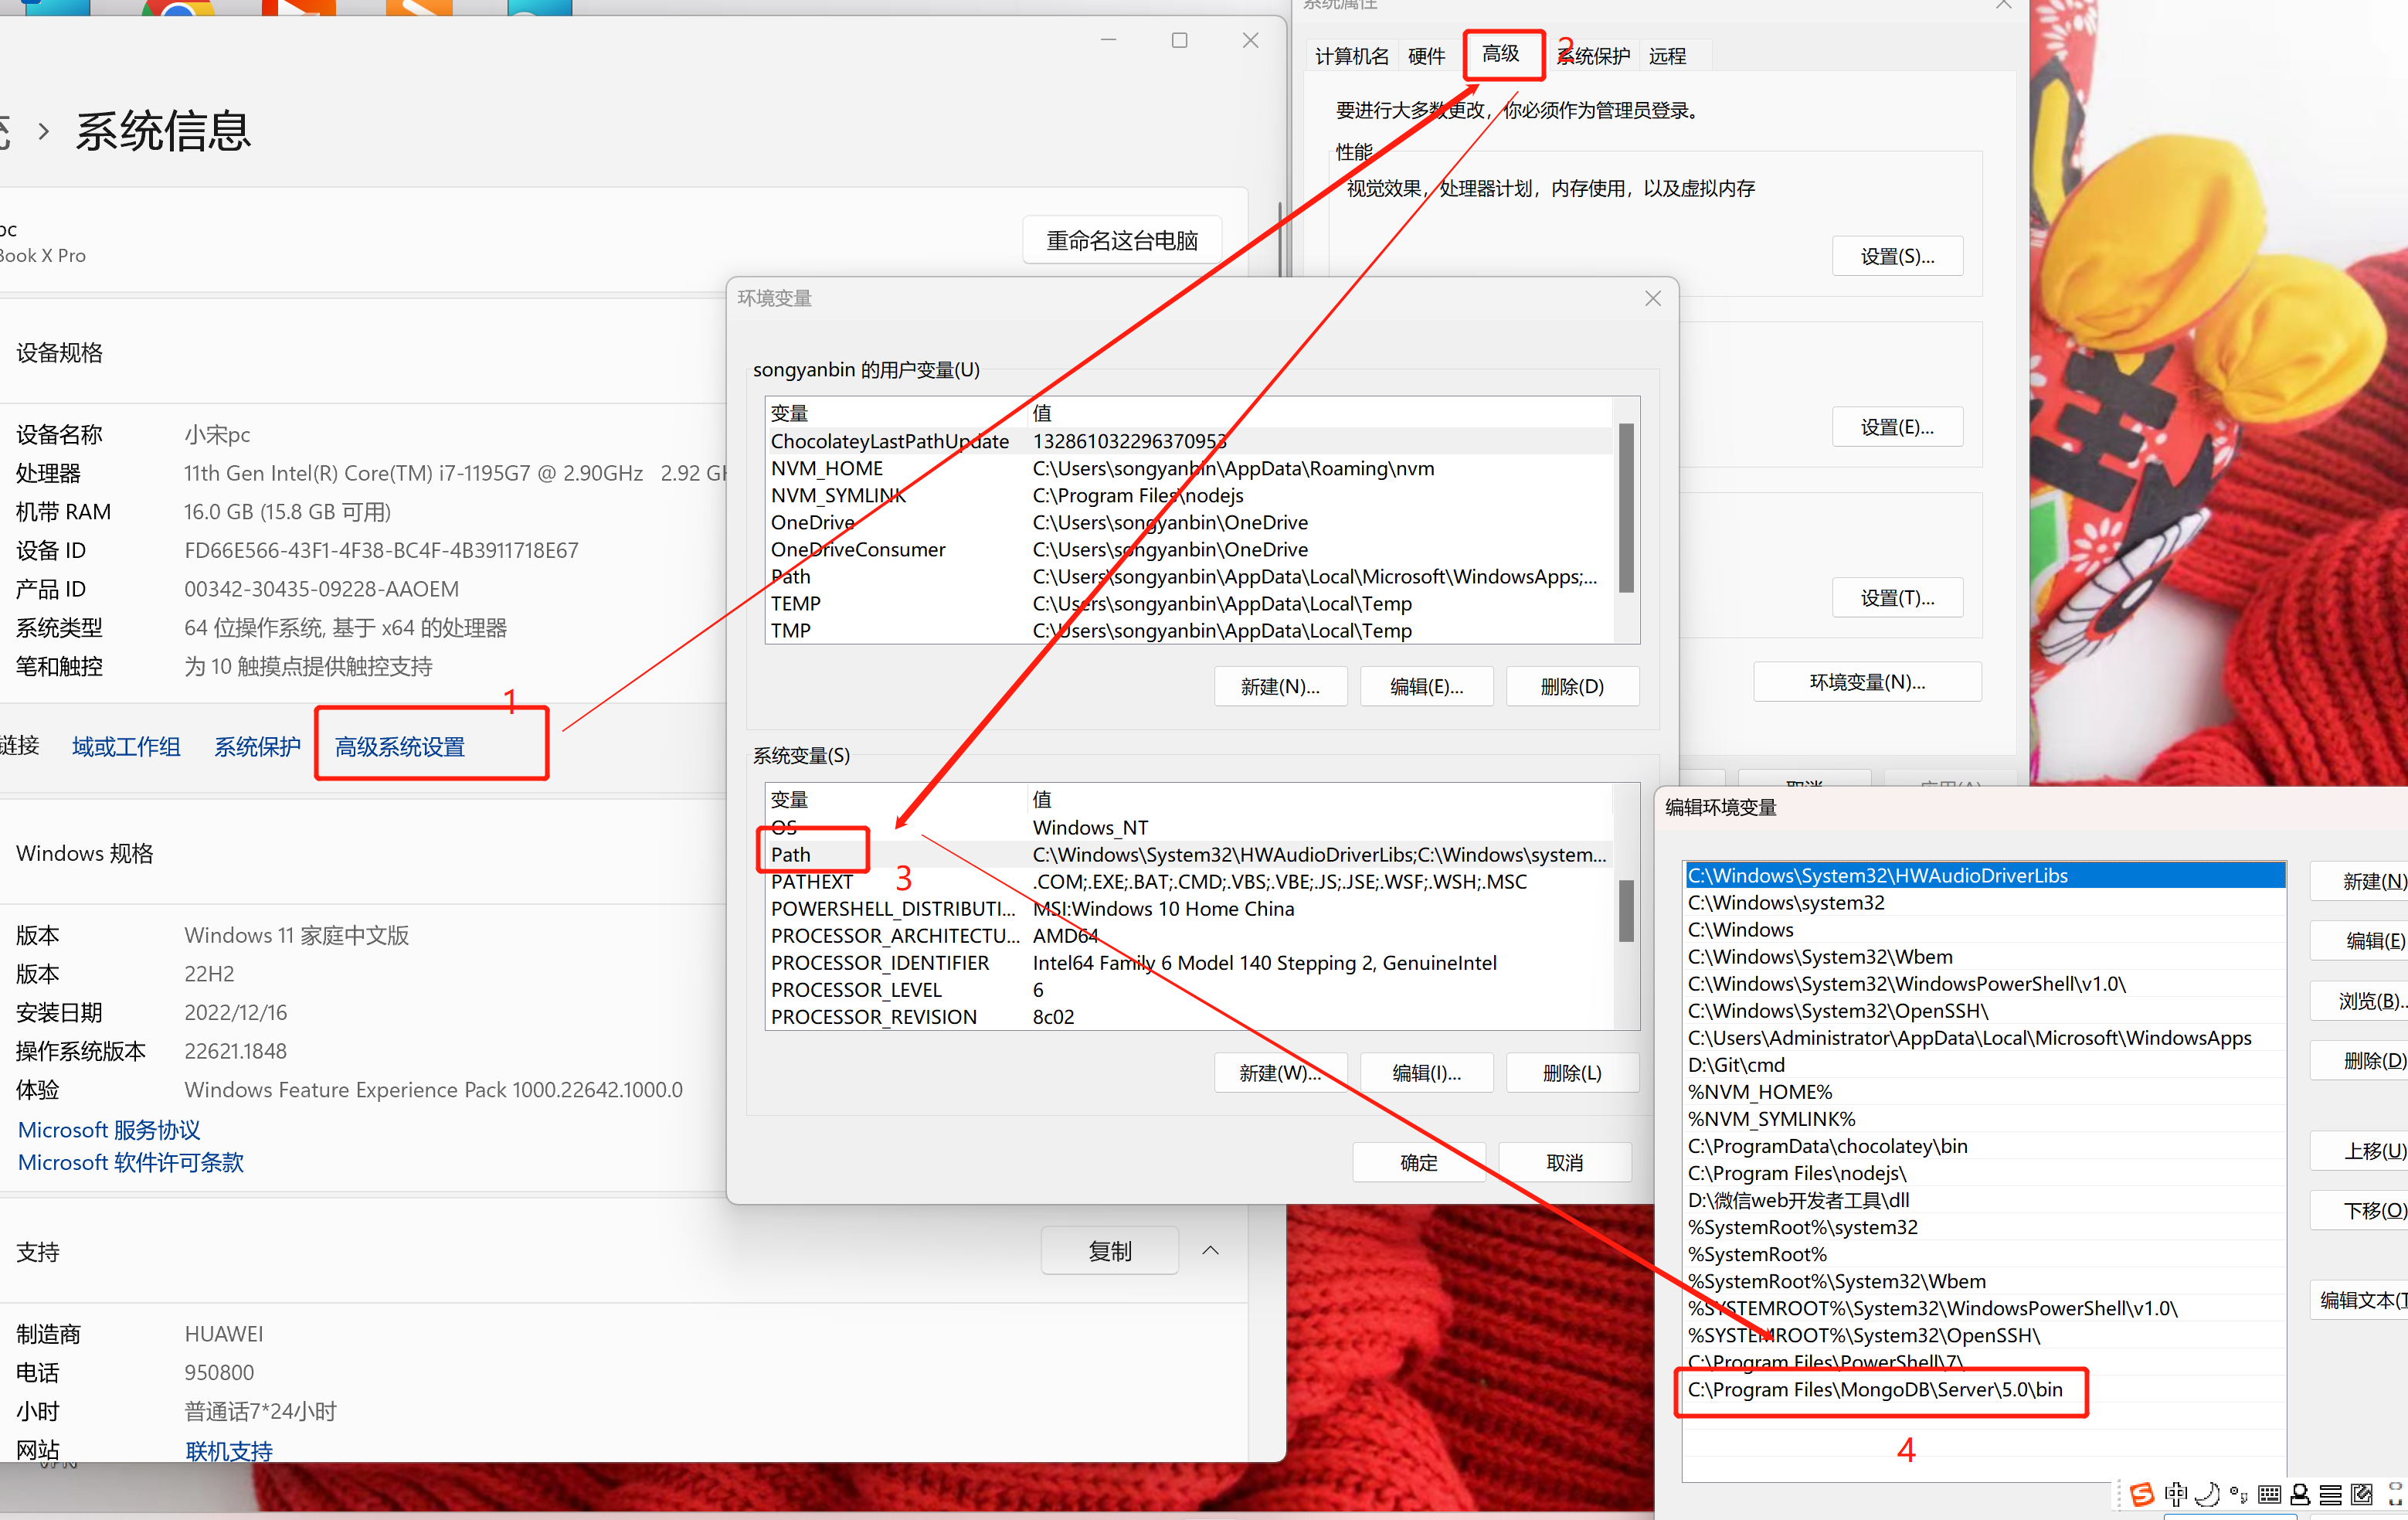 系统信息
pc
Book X Pro
重命名这台电脑
设备规格
设备名称 小宋pc
处理器 11th Gen Intel(R) Core(TM) i7-1195G7 @ 2.90GHz 2.92 GH
机带 RAM 16.0 GB (15.8 GB 可用)
设备 ID FD66E566-43F1-4F38-BC4F-4B3911718E67
产品 ID 00342-30435-09228-AAOEM
系统类型 64 位操作系统, 基于 x64 的处理器
笔和触控 为 10 触摸点提供触控支持
1
链接 域或工作组 系统保护 高级系统设置
Windows 规格
版本 Windows 11 家庭中文版
版本 22H2
安装日期 2022/12/16
操作系统版本 22621.1848
体验 Windows Feature Experience Pack 1000.22642.1000.0
Microsoft 服务协议
Microsoft 软件许可条款
支持
复制
制造商 HUAWEI
电话 950800
小时 普通话7*24小时
网站 联机支持
系统属性
计算机名 硬件 高级 2 系统保护 远程
要进行大多数更改，你必须作为管理员登录。
性能
视觉效果，处理器计划，内存使用，以及虚拟内存
设置(S)...
设置(E)...
设置(T)...
环境变量(N)...
取消 应用(A)
环境变量
songyanbin 的用户变量(U)
变量 值
ChocolateyLastPathUpdate 132861032296370953
NVM_HOME C:\Users\songyanbin\AppData\Roaming\nvm
NVM_SYMLINK C:\Program Files\nodejs
OneDrive C:\Users\songyanbin\OneDrive
OneDriveConsumer C:\Users\songyanbin\OneDrive
Path C:\Users\songyanbin\AppData\Local\Microsoft\WindowsApps;...
TEMP C:\Users\songyanbin\AppData\Local\Temp
TMP C:\Users\songyanbin\AppData\Local\Temp
新建(N)... 编辑(E)... 删除(D)
系统变量(S)
变量 值
OS Windows_NT
Path C:\Windows\System32\HWAudioDriverLibs;C:\Windows\system...
PATHEXT .COM;.EXE;.BAT;.CMD;.VBS;.VBE;.JS;.JSE;.WSF;.WSH;.MSC
3
POWERSHELL_DISTRIBUTI... MSI:Windows 10 Home China
PROCESSOR_ARCHITECTU... AMD64
PROCESSOR_IDENTIFIER Intel64 Family 6 Model 140 Stepping 2, GenuineIntel
PROCESSOR_LEVEL 6
PROCESSOR_REVISION 8c02
新建(W)... 编辑(I)... 删除(L)
确定 取消
编辑环境变量
C:\Windows\System32\HWAudioDriverLibs
C:\Windows\system32
C:\Windows
C:\Windows\System32\Wbem
C:\Windows\System32\WindowsPowerShell\v1.0\
C:\Windows\System32\OpenSSH\
C:\Users\Administrator\AppData\Local\Microsoft\WindowsApps
D:\Git\cmd
%NVM_HOME%
%NVM_SYMLINK%
C:\ProgramData\chocolatey\bin
C:\Program Files\nodejs\
D:\微信web开发者工具\dll
%SystemRoot%\system32
%SystemRoot%
%SystemRoot%\System32\Wbem
%SYSTEMROOT%\System32\WindowsPowerShell\v1.0\
%SYSTEMROOT%\System32\OpenSSH\
C:\Program Files\PowerShell\7\
C:\Program Files\MongoDB\Server\5.0\bin
4
新建(N)
编辑(E)
浏览(B)..
删除(D)
上移(U)
下移(O)
编辑文本(T
中